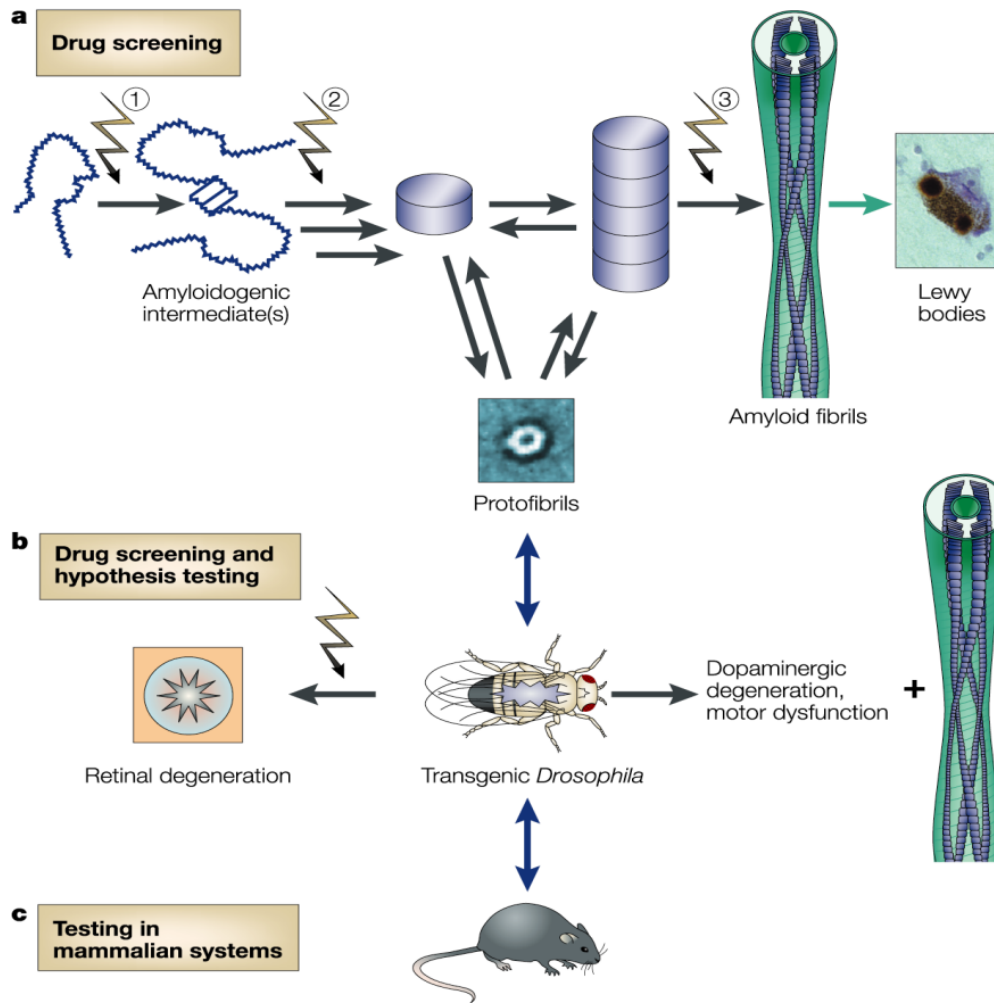 a
Drug screening
①
②
③
Amyloidogenic
intermediate(s)
Lewy
bodies
Amyloid fibrils
Protofibrils
b
Drug screening and
hypothesis testing
Dopaminergic
degeneration,
motor dysfunction
+
Retinal degeneration
Transgenic Drosophila
c
Testing in
mammalian systems